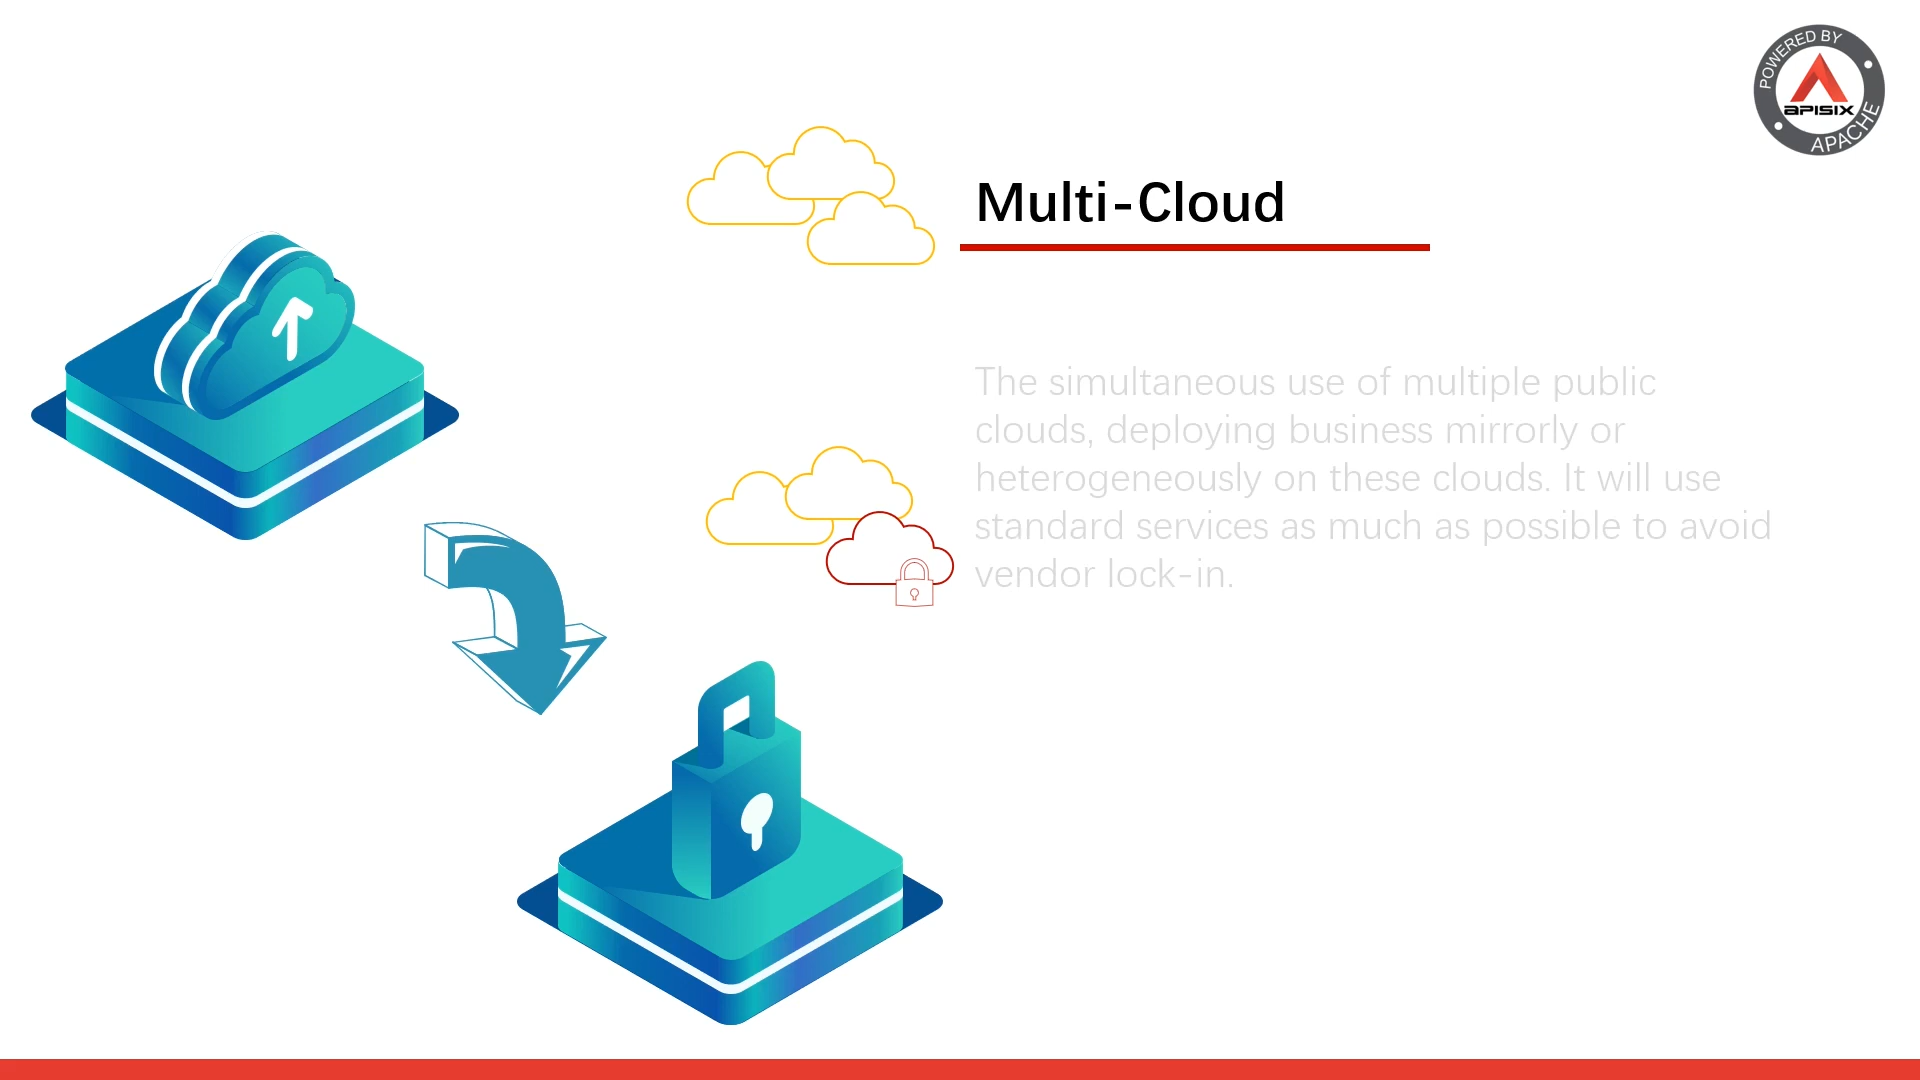 POWERED BY
APISIX
APACHE
Multi-Cloud
The simultaneous use of multiple public
clouds, deploying business mirrorly or
heterogeneously on these clouds. It will use
standard services as much as possible to avoid
vendor lock-in.